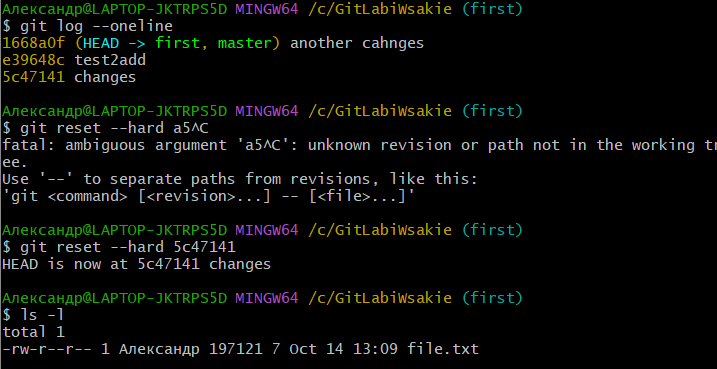 Александр@LAPTOP-JKTRPS5D MINGW64 /c/GitLabiWsakie (first)
$ git log --oneline
1668a0f (HEAD -> first, master) another cahnges
e39648c test2add
5c47141 changes
Александр@LAPTOP-JKTRPS5D MINGW64 /c/GitLabiWsakie (first)
$ git reset --hard a5^C
fatal: ambiguous argument 'a5^C': unknown revision or path not in the working tr
ee.
Use '--' to separate paths from revisions, like this:
'git <command> [<revision>...] -- [<file>...]'
Александр@LAPTOP-JKTRPS5D MINGW64 /c/GitLabiWsakie (first)
$ git reset --hard 5c47141
HEAD is now at 5c47141 changes
Александр@LAPTOP-JKTRPS5D MINGW64 /c/GitLabiWsakie (first)
$ ls -l
total 1
-rw-r--r-- 1 Александр 197121 7 Oct 14 13:09 file.txt